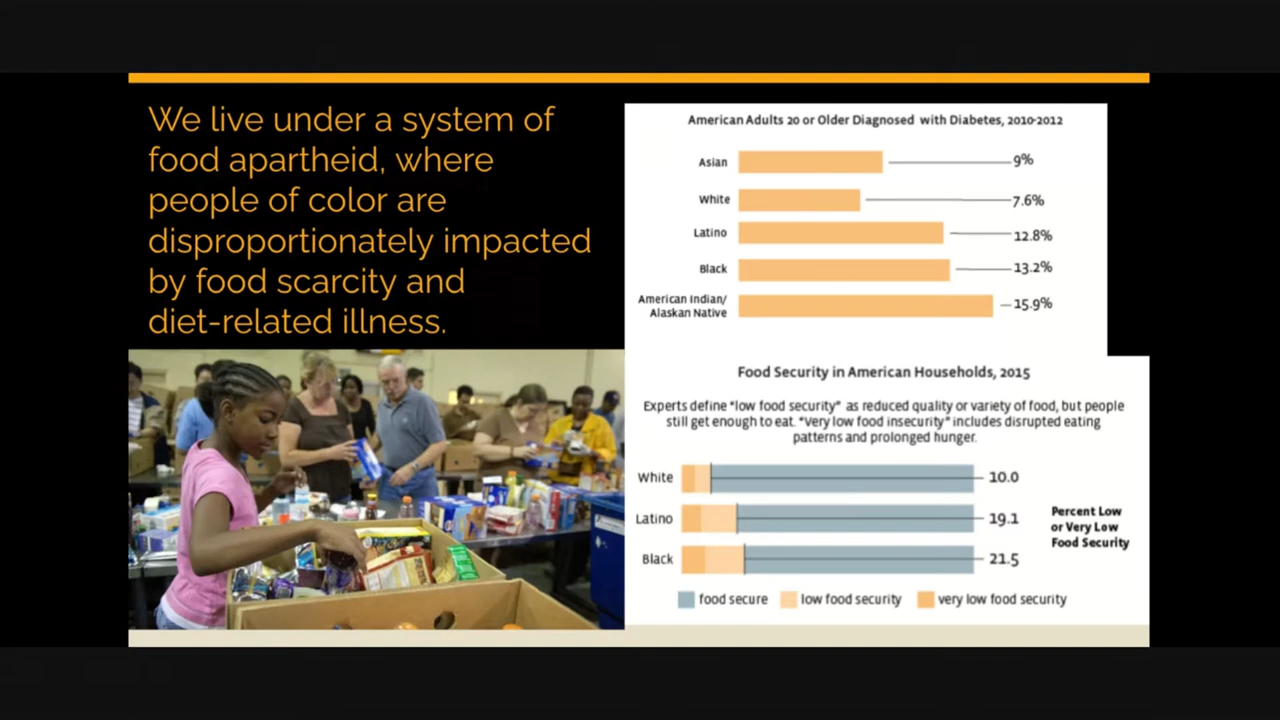 We live under a system of
food apartheid, where
people of color are
disproportionately impacted
by food scarcity and
diet-related illness.
American Adults 20 or Older Diagnosed with Diabetes, 2010-2012
Asian 9%
White 7.6%
Latino 12.8%
Black 13.2%
American Indian/
Alaskan Native 15.9%
Food Security in American Households, 2015
Experts define "low food security" as reduced quality or variety of food, but people
still get enough to eat. "Very low food insecurity" includes disrupted eating
patterns and prolonged hunger.
White 10.0
Latino 19.1
Black 21.5
Percent Low
or Very Low
Food Security
food secure low food security very low food security